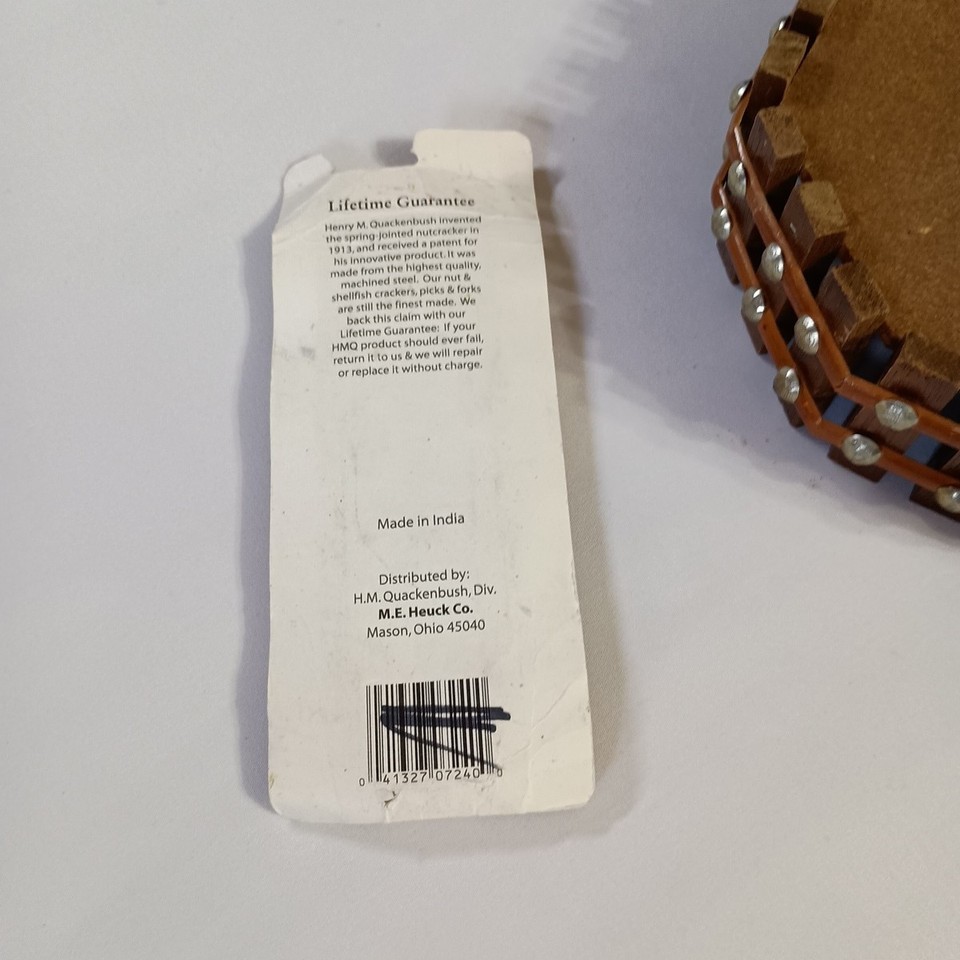 Lifetime Guarantee
Henry M. Quackenbush invented
the spring-jointed nutcracker in
1913, and received a patent for
his innovative product. It was
made from the highest quality,
machined steel. Our nut &
shellfish crackers, picks & forks
are still the finest made. We
back this claim with our
Lifetime Guarantee: If your
HMQ product should ever fail,
return it to us & we will repair
or replace it without charge.
Made in India
Distributed by:
H.M. Quackenbush, Div.
M.E. Heuck Co.
Mason, Ohio 45040
0 41327 07240 0